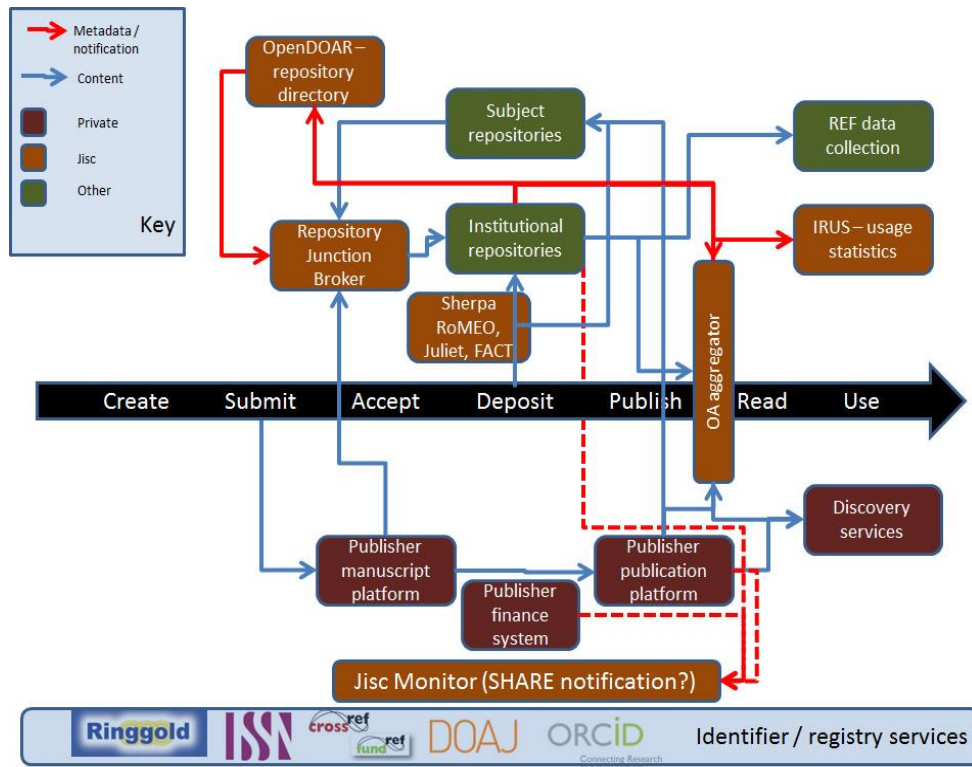 Metadata /
notification
Content
Private
Jisc
Other
Key
OpenDOAR –
repository
directory
Subject
repositories
REF data
collection
Repository
Junction
Broker
Institutional
repositories
IRUS – usage
statistics
Sherpa
RoMEO,
Juliet, FACT
OA aggregator
Create Submit Accept Deposit Publish Read Use
Discovery
services
Publisher
manuscript
platform
Publisher
publication
platform
Publisher
finance
system
Jisc Monitor (SHARE notification?)
Ringgold
ISSN
crossref
fundref
DOAJ
ORCID
Connecting Research
Identifier / registry services